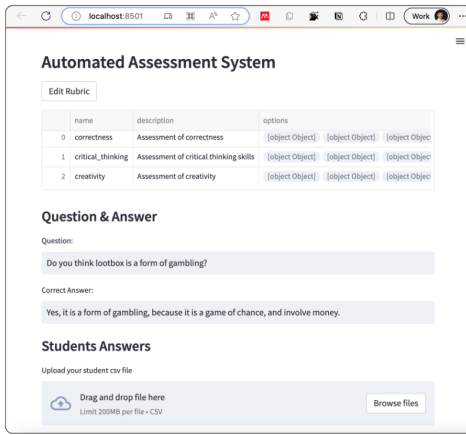 localhost:8501
Work
Automated Assessment System
Edit Rubric
name description options
0 correctness Assessment of correctness [object Object] [object Object] [object Object
1 critical_thinking Assessment of critical thinking skills [object Object] [object Object] [object Object
2 creativity Assessment of creativity [object Object] [object Object] [object Object
Question & Answer
Question:
Do you think lootbox is a form of gambling?
Correct Answer:
Yes, it is a form of gambling, because it is a game of chance, and involve money.
Students Answers
Upload your student csv file
Drag and drop file here
Limit 200MB per file • CSV
Browse files